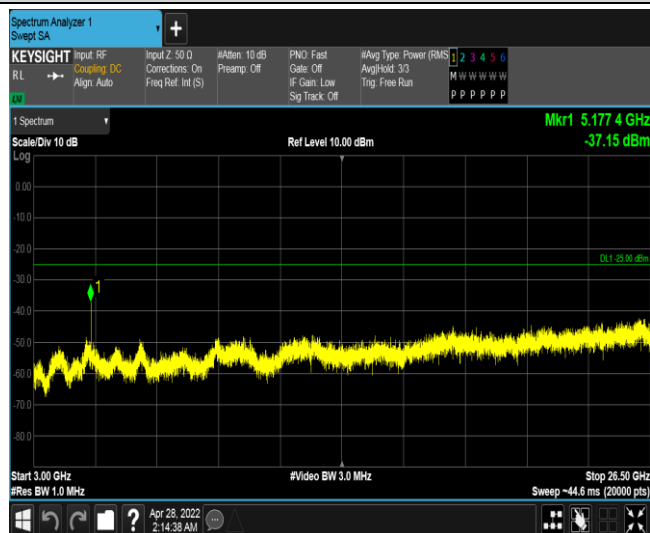 Spectrum Analyzer 1
Swept SA
+
KEYSIGHT
RL
Input: RF
Coupling: DC
Align: Auto
Input Z: 50 Ω
Corrections: On
Freq Ref: Int (S)
#Atten: 10 dB
Preamp: Off
PNO: Fast
Gate: Off
IF Gain: Low
Sig Track: Off
#Avg Type: Power (RMS
Avg|Hold: 3/3
Trig: Free Run
1 2 3 4 5 6
M W W W W W
P P P P P P
1 Spectrum
Mkr1 5.177 4 GHz
Scale/Div 10 dB
Ref Level 10.00 dBm
-37.15 dBm
Log
0.00
-10.0
-20.0
DL1 -25.00 dBm
-30.0
1
-40.0
-50.0
-60.0
-70.0
-80.0
Start 3.00 GHz
#Video BW 3.0 MHz
Stop 26.50 GHz
#Res BW 1.0 MHz
Sweep ~44.6 ms (20000 pts)
?
Apr 28, 2022
2:14:38 AM